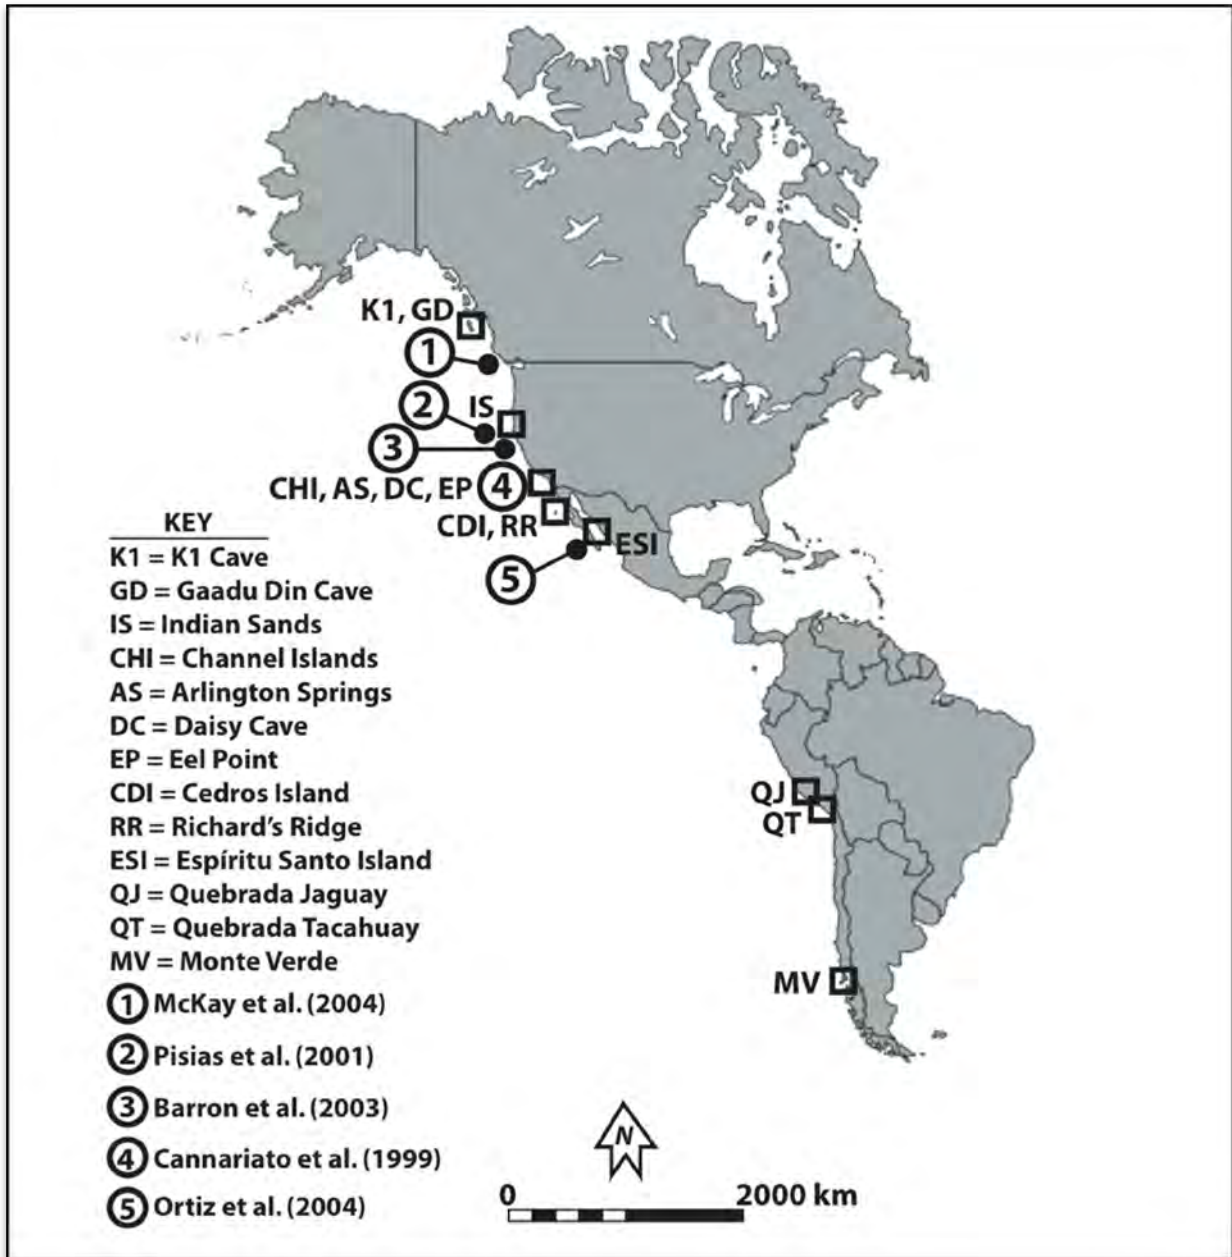 K1, GD
1
2
IS
3
CHI, AS, DC, EP
4
CDI, RR
ESI
5
KEY
K1 = K1 Cave
GD = Gaadu Din Cave
IS = Indian Sands
CHI = Channel Islands
AS = Arlington Springs
DC = Daisy Cave
EP = Eel Point
CDI = Cedros Island
RR = Richard's Ridge
ESI = Espíritu Santo Island
QJ = Quebrada Jaguay
QT = Quebrada Tacahuay
MV = Monte Verde
1 McKay et al. (2004)
2 Pisias et al. (2001)
3 Barron et al. (2003)
4 Cannariato et al. (1999)
5 Ortiz et al. (2004)
QJ
QT
MV
N
0 2000 km